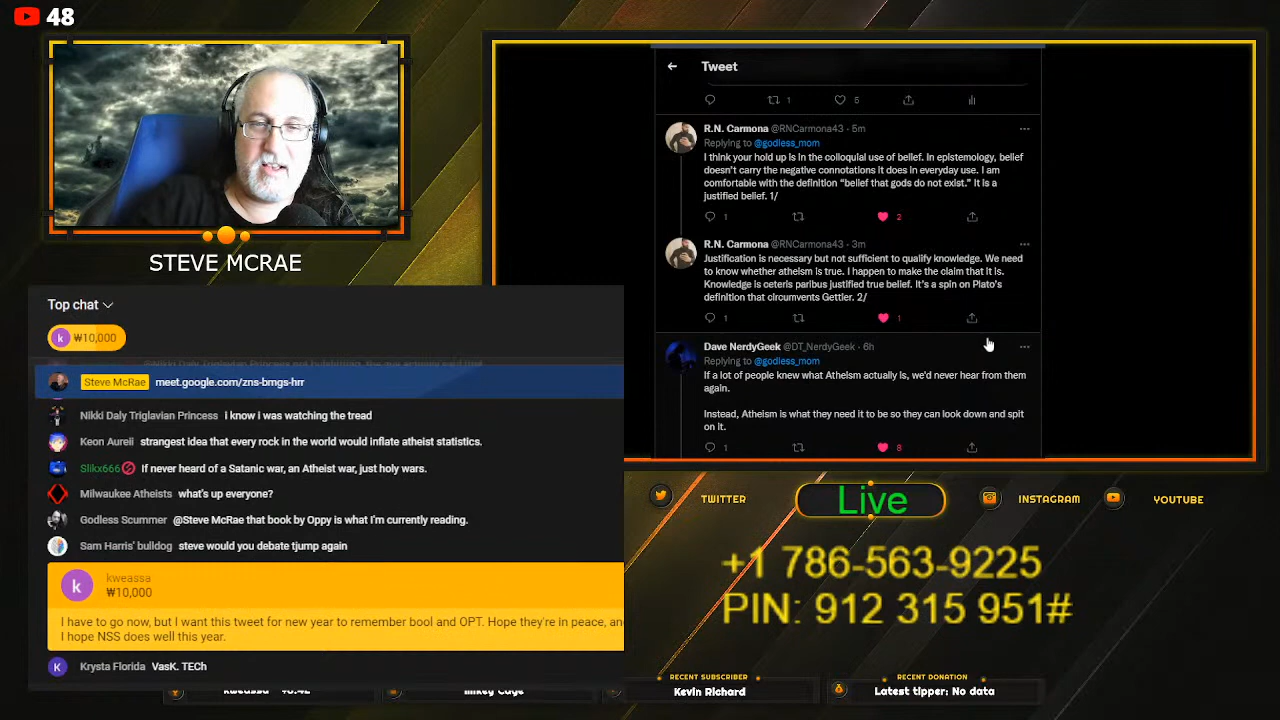 48
STEVE MCRAE
Top chat
k ₩10,000
Steve McRae meet.google.com/zns-bmgs-hrr
Nikki Daly Triglavian Princess i know i was watching the tread
Keon Aureii strangest idea that every rock in the world would inflate atheist statistics.
Slikx666 If never heard of a Satanic war, an Atheist war, just holy wars.
Milwaukee Atheists what's up everyone?
Godless Scummer @Steve McRae that book by Oppy is what I'm currently reading.
Sam Harris' bulldog steve would you debate tjump again
k
kweassa
₩10,000
I have to go now, but I want this tweet for new year to remember bool and OPT. Hope they're in peace,
I hope NSS does well this year.
K Krysta Florida VasK. TECh
Tweet
1 5
R.N. Carmona @RNCarmona43 · 5m
Replying to @godless_mom
I think your hold up is in the colloquial use of belief. In epistemology, belief
doesn't carry the negative connotations it does in everyday use. I am
comfortable with the definition “belief that gods do not exist.” It is a
justified belief. 1/
1 2
R.N. Carmona @RNCarmona43 · 3m
Justification is necessary but not sufficient to qualify knowledge. We need
to know whether atheism is true. I happen to make the claim that it is.
Knowledge is ceteris paribus justified true belief. It's a spin on Plato's
definition that circumvents Gettier. 2/
1 1
Dave NerdyGeek @DT_NerdyGeek · 6h
Replying to @godless_mom
If a lot of people knew what Atheism actually is, we'd never hear from them
again.
Instead, Atheism is what they need it to be so they can look down and spit
on it.
1 8
TWITTER Live INSTAGRAM YOUTUBE
+1 786-563-9225
PIN: 912 315 951#
RECENT SUBSCRIBER
Kevin Richard
RECENT DONATION
Latest tipper: No data